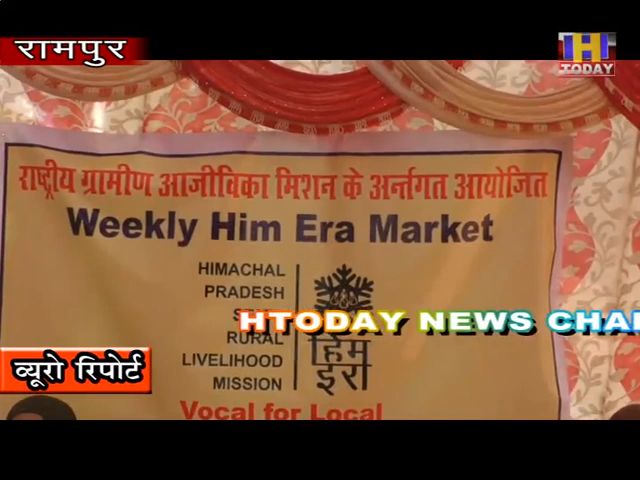 रामपुर
HT
TODAY
राष्ट्रीय ग्रामीण आजीविका मिशन के अर्न्तगत आयोजित
Weekly Him Era Market
HIMACHAL
PRADESH
RURAL
LIVELIHOOD
MISSION
हिम
इरा
HTODAY NEWS
व्यूरो रिपोर्ट
Vocal for Local